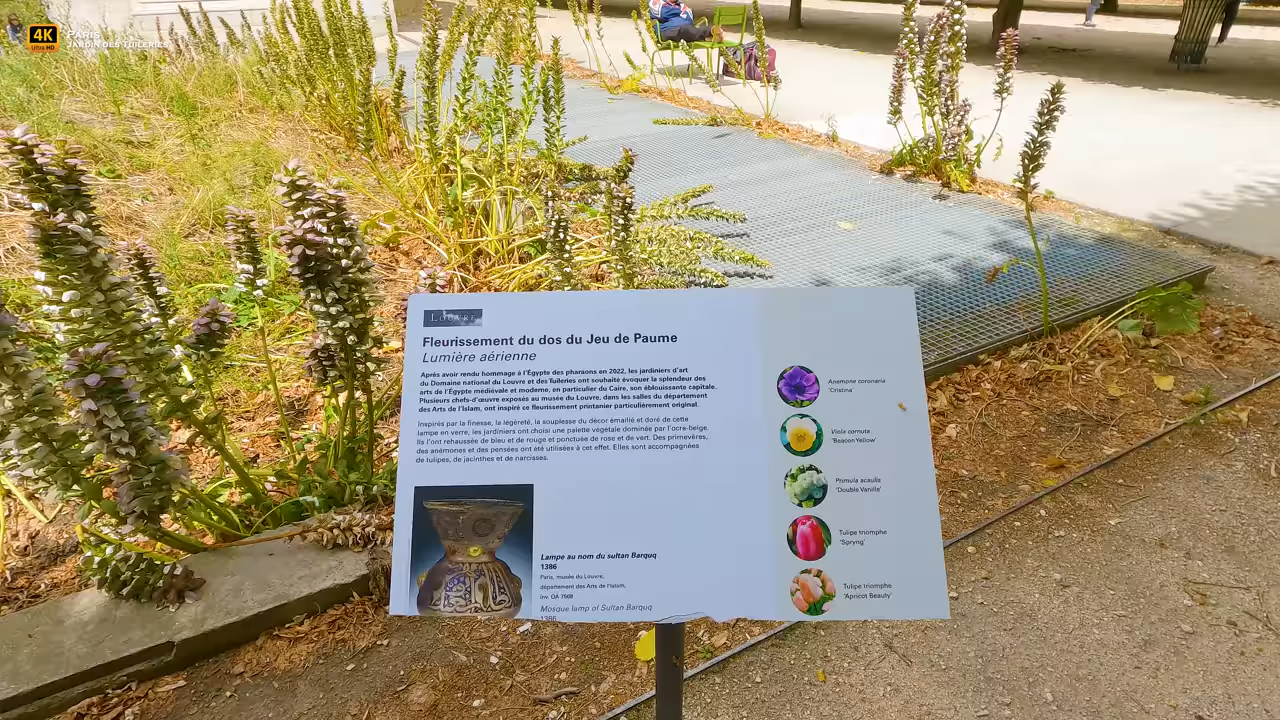 4K
Ultra HD
PARIS
JARDIN DES TUILERIES
LOUVRE
Fleurissement du dos du Jeu de Paume
Lumière aérienne
Après avoir rendu hommage à l'Égypte des pharaons en 2022, les jardiniers d'art
du Domaine national du Louvre et des Tuileries ont souhaité évoquer la splendeur des
arts de l'Égypte médiévale et moderne, en particulier du Caire, son éblouissante capitale.
Plusieurs chefs-d'œuvre exposés au musée du Louvre, dans les salles du département
des Arts de l'Islam, ont inspiré ce fleurissement printanier particulièrement original.
Inspirés par la finesse, la légèreté, la souplesse du décor émaillé et doré de cette
lampe en verre, les jardiniers ont choisi une palette végétale dominée par l'ocre-beige.
Ils l'ont rehaussée de bleu et de rouge et ponctuée de rose et de vert. Des primevères,
des anémones et des pensées ont été utilisées à cet effet. Elles sont accompagnées
de tulipes, de jacinthes et de narcisses.
Lampe au nom du sultan Barquq
1386
Paris, musée du Louvre,
département des Arts de l'Islam,
inv. OA 7568
Mosque lamp of Sultan Barquq
1386
Anemone coronaria
'Cristina'
Viola cornuta
'Beacon Yellow'
Primula acaulis
'Double Vanille'
Tulipe triomphe
'Spryng'
Tulipe triomphe
'Apricot Beauty'